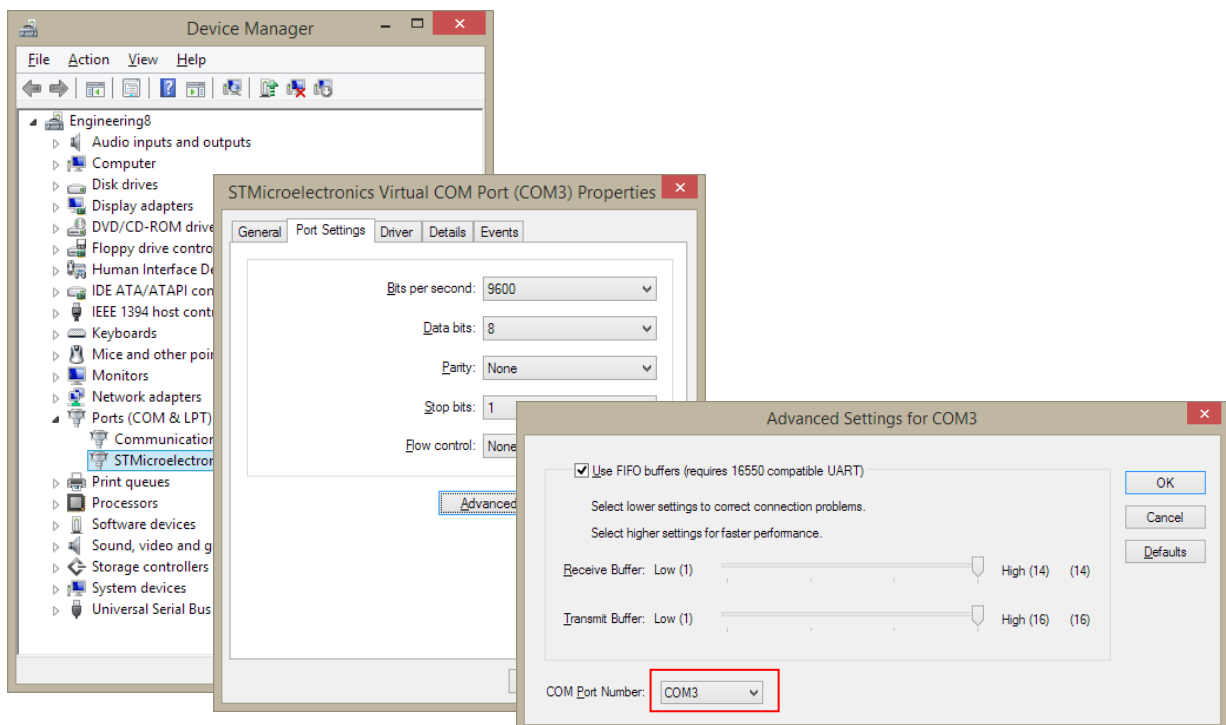 Device Manager
File Action View Help
Engineering8
Audio inputs and outputs
Computer
Disk drives
Display adapters
DVD/CD-ROM drive
Floppy drive contro
Human Interface De
IDE ATA/ATAPI con
IEEE 1394 host contr
Keyboards
Mice and other poin
Monitors
Network adapters
Ports (COM & LPT)
Communication
STMicroelectron
Print queues
Processors
Software devices
Sound, video and g
Storage controllers
System devices
Universal Serial Bus
STMicroelectronics Virtual COM Port (COM3) Properties
General Port Settings Driver Details Events
Bits per second: 9600
Data bits: 8
Parity: None
Stop bits: 1
Flow control: None
Advanced
Advanced Settings for COM3
Use FIFO buffers (requires 16550 compatible UART)
Select lower settings to correct connection problems.
Select higher settings for faster performance.
Receive Buffer: Low (1) High (14) (14)
Transmit Buffer: Low (1) High (16) (16)
COM Port Number: COM3
OK
Cancel
Defaults